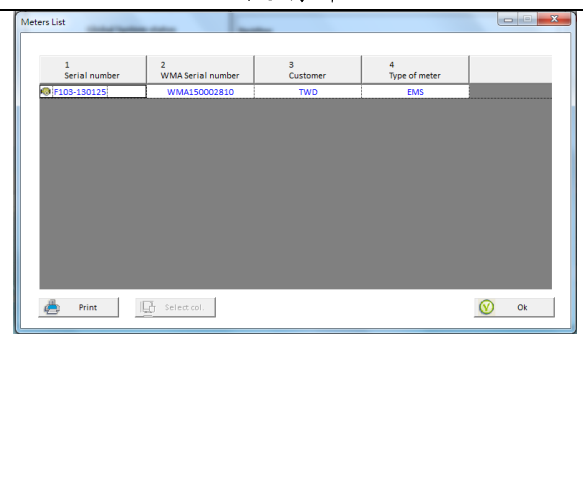 Meters List
1 2 3 4
Serial number WMA Serial number Customer Type of meter
F103-130125 WMA150002810 TWD EMS
Print Select col. Ok